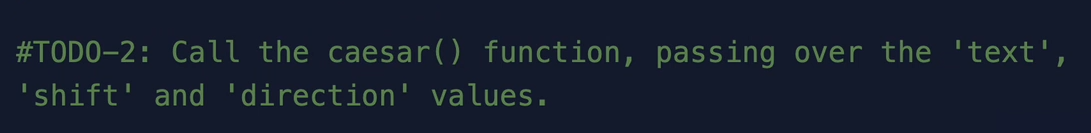 #TODO-2: Call the caesar() function, passing over the 'text',
'shift' and 'direction' values.